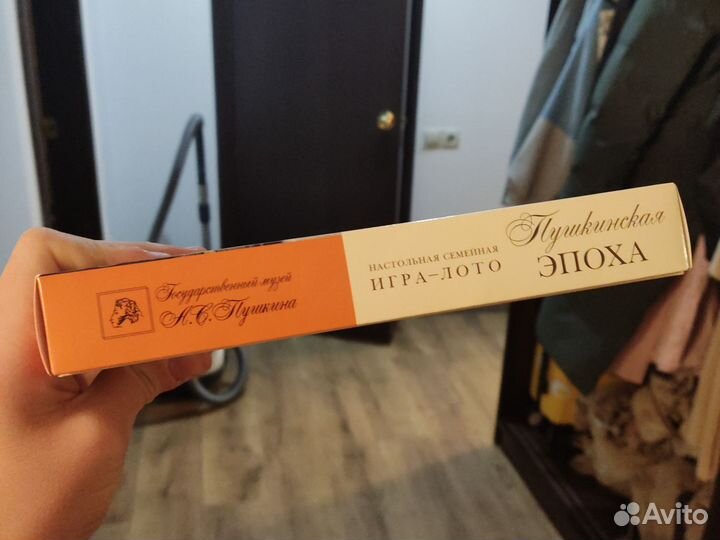 Государственный музей
А.С. Пушкина
НАСТОЛЬНАЯ СЕМЕЙНАЯ
ИГРА-ЛОТО
Пушкинская
ЭПОХА
Avito